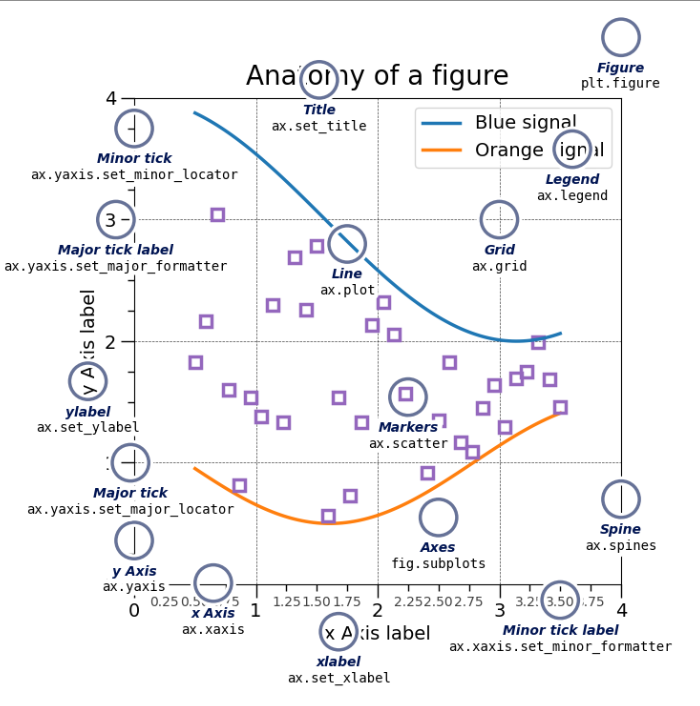 Figure
plt.figure
Anatomy of a figure
Title
ax.set_title
Blue signal
Orange signal
Legend
ax.legend
4
Minor tick
ax.yaxis.set_minor_locator
3
Major tick label
ax.yaxis.set_major_formatter
Grid
ax.grid
Line
ax.plot
2
y Axis label
ylabel
ax.set_ylabel
Markers
ax.scatter
Major tick
ax.yaxis.set_major_locator
Spine
ax.spines
Axes
fig.subplots
y Axis
ax.yaxis
x Axis
ax.xaxis
0 0.25 1 1.25 1.50 1.75 2 2.25 2.50 2.75 3 3.50 4
Minor tick label
ax.xaxis.set_minor_formatter
x Axis label
xlabel
ax.set_xlabel